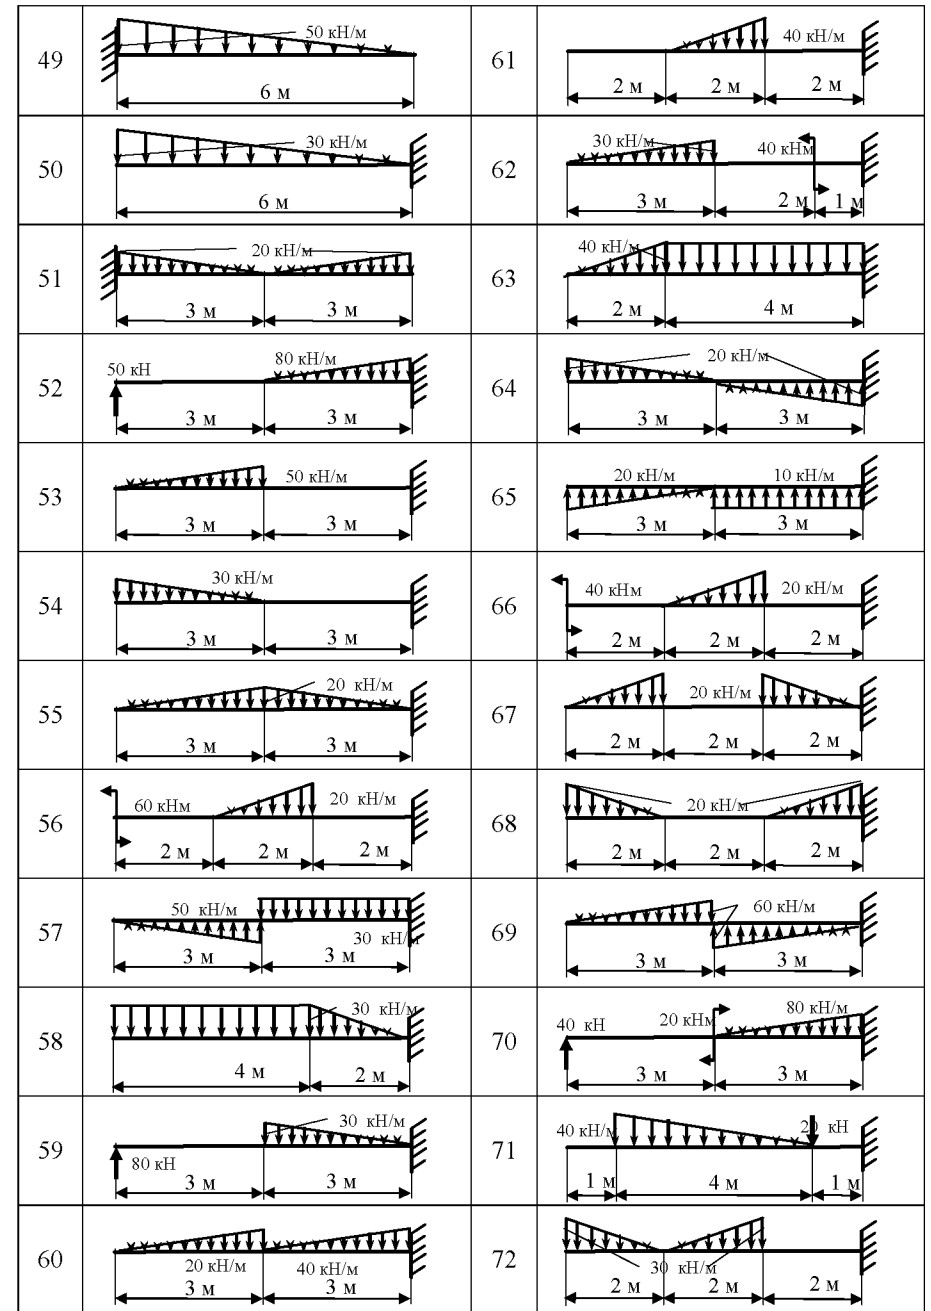 49
50 кН/м
6 м
61
40 кН/м
2 м 2 м 2 м
50
30 кН/м
6 м
62
30 кН/м
40 кНм
3 м 2 м 1 м
51
20 кН/м
3 м 3 м
63
40 кН/м
2 м 4 м
52
50 кН
80 кН/м
3 м 3 м
64
20 кН/м
3 м 3 м
53
50 кН/м
3 м 3 м
65
20 кН/м 10 кН/м
3 м 3 м
54
30 кН/м
3 м 3 м
66
40 кНм 20 кН/м
2 м 2 м 2 м
55
20 кН/м
3 м 3 м
67
20 кН/м
2 м 2 м 2 м
56
60 кНм 20 кН/м
2 м 2 м 2 м
68
20 кН/м
2 м 2 м 2 м
57
50 кН/м
30 кН/м
3 м 3 м
69
60 кН/м
3 м 3 м
58
30 кН/м
4 м 2 м
70
40 кН 20 кНм 80 кН/м
3 м 3 м
59
30 кН/м
80 кН
3 м 3 м
71
40 кН/м 20 кН
1 м 4 м 1 м
60
20 кН/м 40 кН/м
3 м 3 м
72
30 кН/м
2 м 2 м 2 м